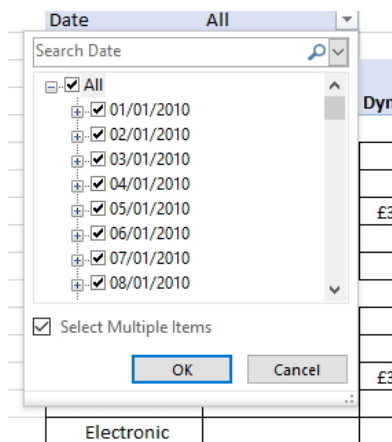 Date All
Search Date
All
01/01/2010
02/01/2010
03/01/2010
04/01/2010
05/01/2010
06/01/2010
07/01/2010
08/01/2010
Select Multiple Items
OK Cancel
Electronic